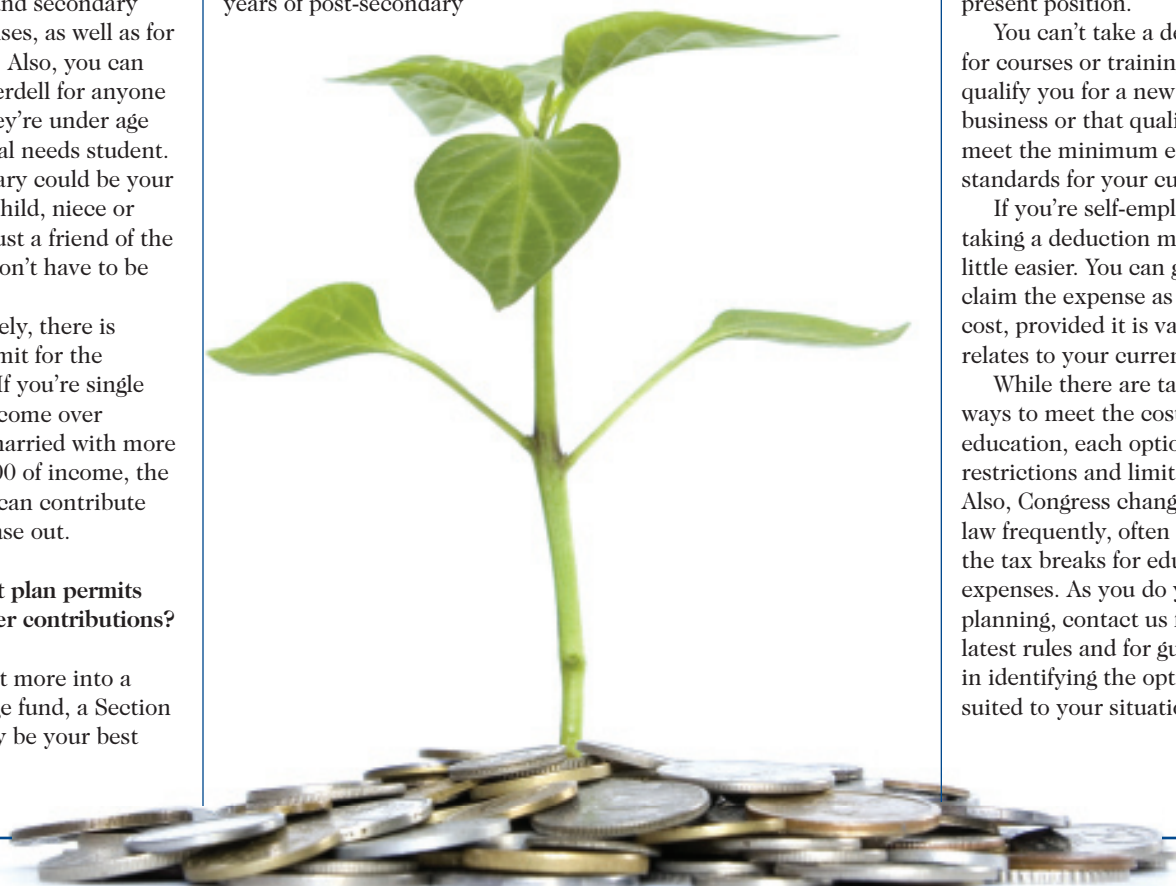 and secondary
ses, as well as for
Also, you can
erdell for anyone
ey're under age
al needs student.
ary could be your
hild, niece or
ust a friend of the
on't have to be
ely, there is
mit for the
If you're single
come over
married with more
00 of income, the
can contribute
ase out.
t plan permits
er contributions?
t more into a
ge fund, a Section
y be your best
years of post-secondary
present position.
You can't take a de
for courses or trainin
qualify you for a new
business or that quali
meet the minimum e
standards for your cu
If you're self-empl
taking a deduction m
little easier. You can g
claim the expense as
cost, provided it is va
relates to your curren
While there are ta
ways to meet the cost
education, each optio
restrictions and limit
Also, Congress chang
law frequently, often
the tax breaks for edu
expenses. As you do y
planning, contact us
latest rules and for gu
in identifying the opt
suited to your situatio